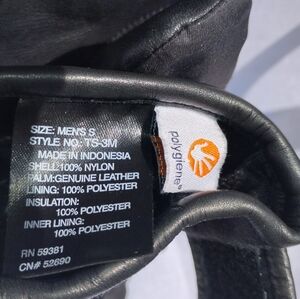 SIZE: MEN'S S
STYLE NO.: TS-3M
MADE IN INDONESIA
SHELL:100% NYLON
PALM:GENUINE LEATHER
LINING: 100% POLYESTER
INSULATION:
100% POLYESTER
INNER LINING:
100% POLYESTER
RN 59381
CN# 52690
polygiene®